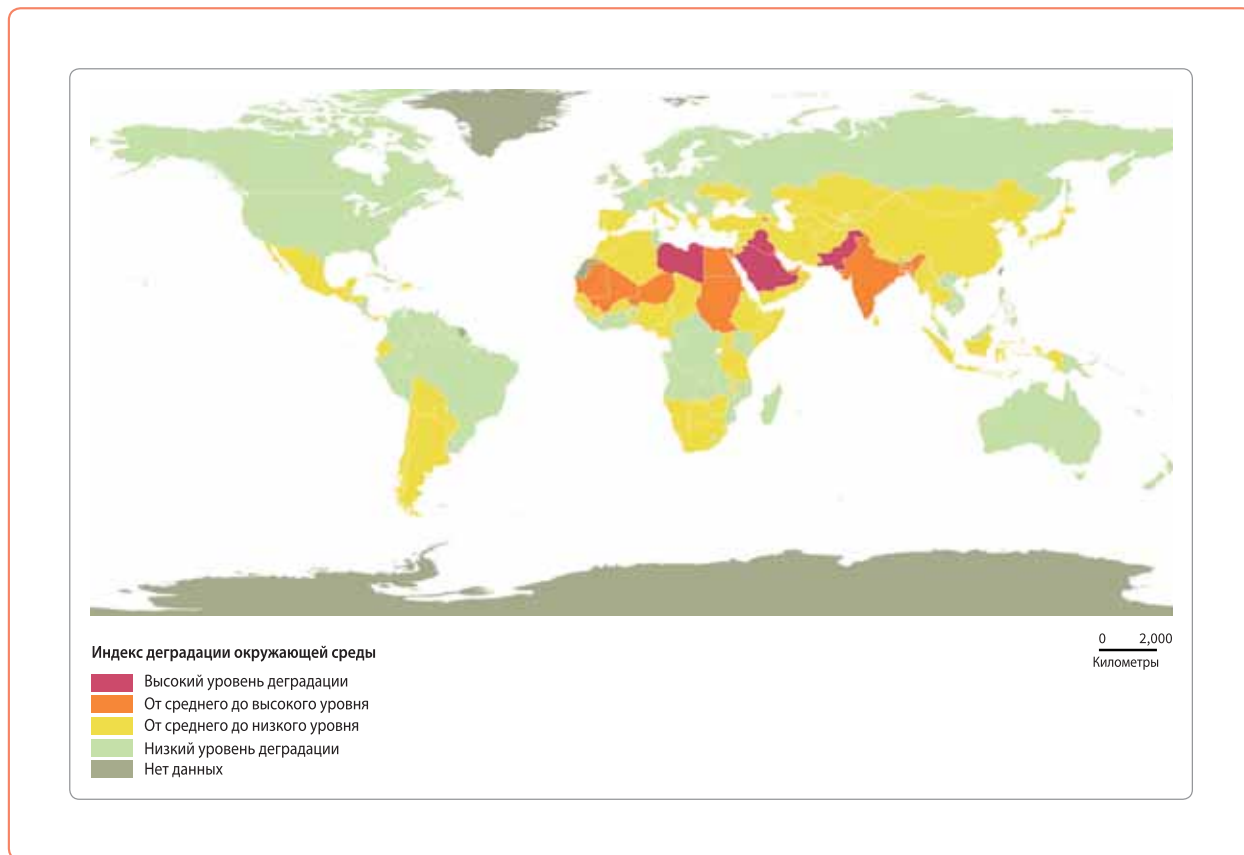 0 2,000
Километры
Индекс деградации окружающей среды
Высокий уровень деградации
От среднего до высокого уровня
От среднего до низкого уровня
Низкий уровень деградации
Нет данных